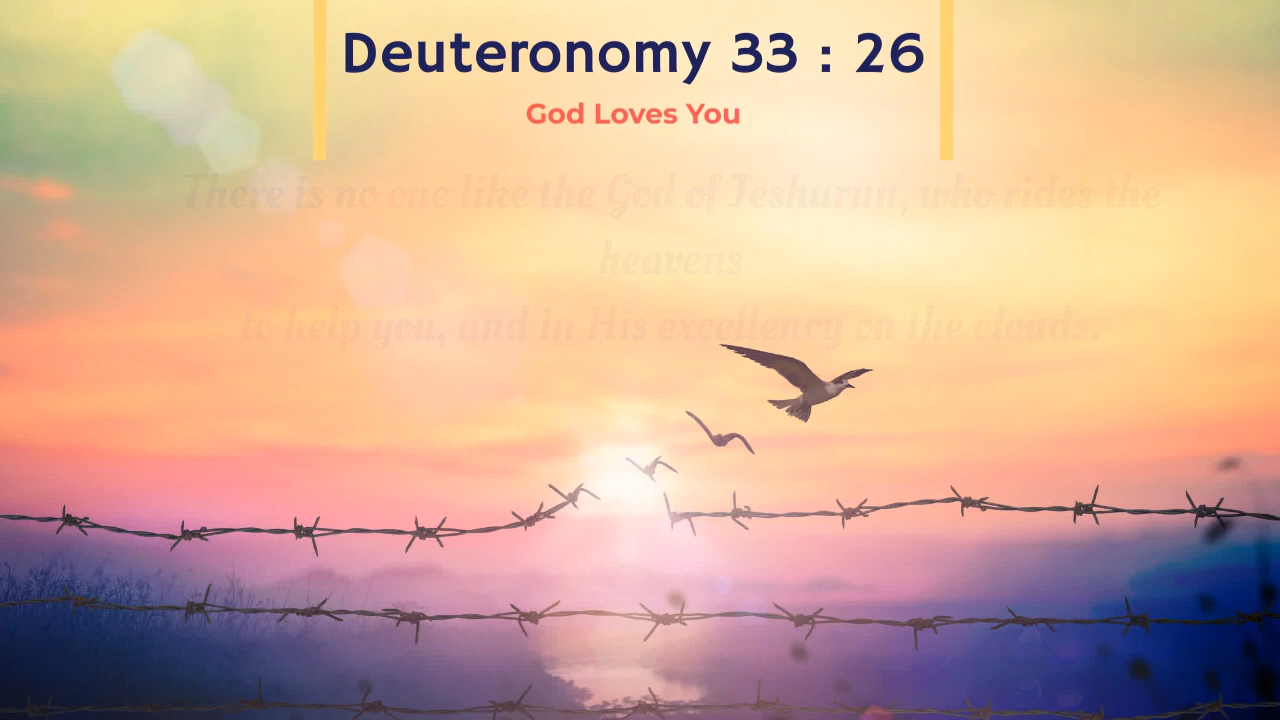 Deuteronomy 33 : 26
God Loves You
There is no one like the God of Jeshurun, who rides the
heavens
to help you, and in His excellency on the clouds.